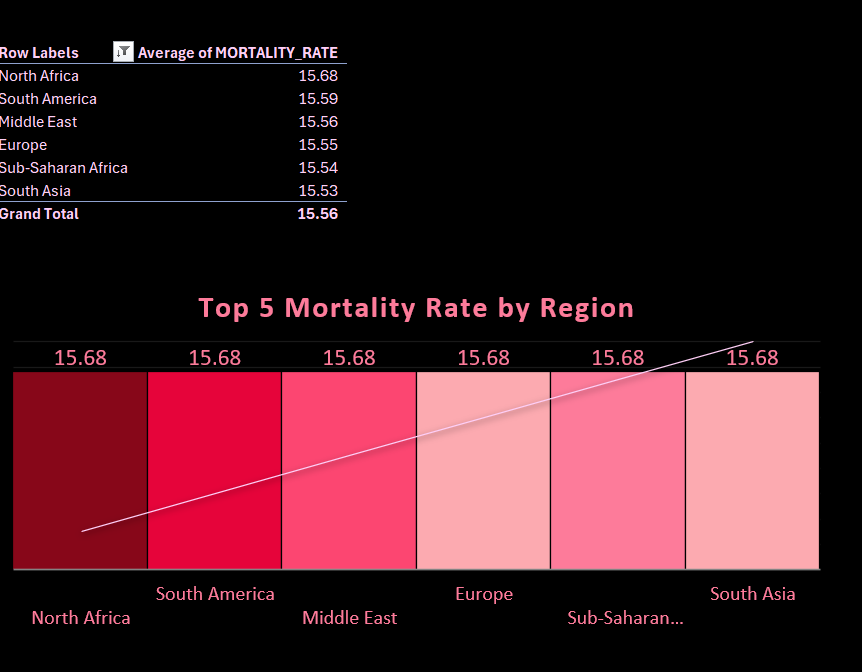 Row Labels Average of MORTALITY_RATE
North Africa 15.68
South America 15.59
Middle East 15.56
Europe 15.55
Sub-Saharan Africa 15.54
South Asia 15.53
Grand Total 15.56
Top 5 Mortality Rate by Region
15.68 15.68 15.68 15.68 15.68 15.68
South America Europe South Asia
North Africa Middle East Sub-Saharan...